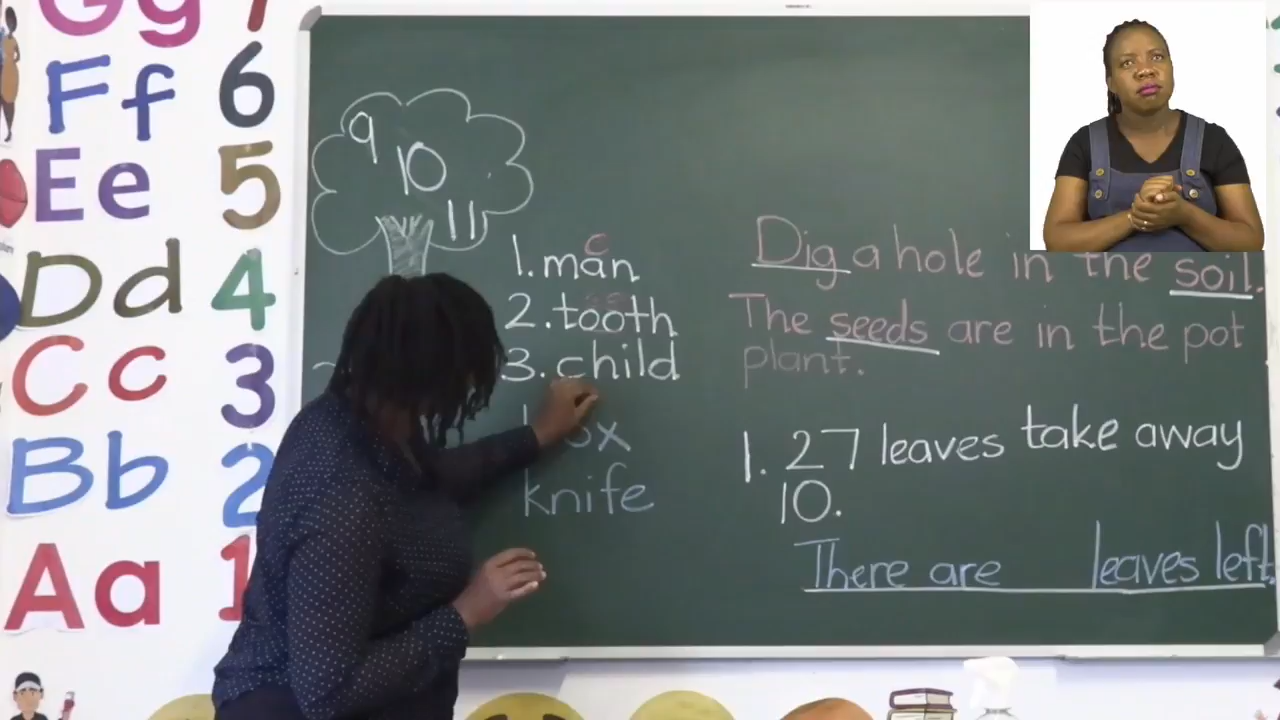 Gg 7
Ff 6
Ee 5
Dd 4
Cc 3
Bb 2
Aa 1
9
10
11
c
1. man
2. tooth
3. child
knife
Dig a hole in the soil.
The seeds are in the pot
plant.
1. 27 leaves take away
10.
There are leaves left